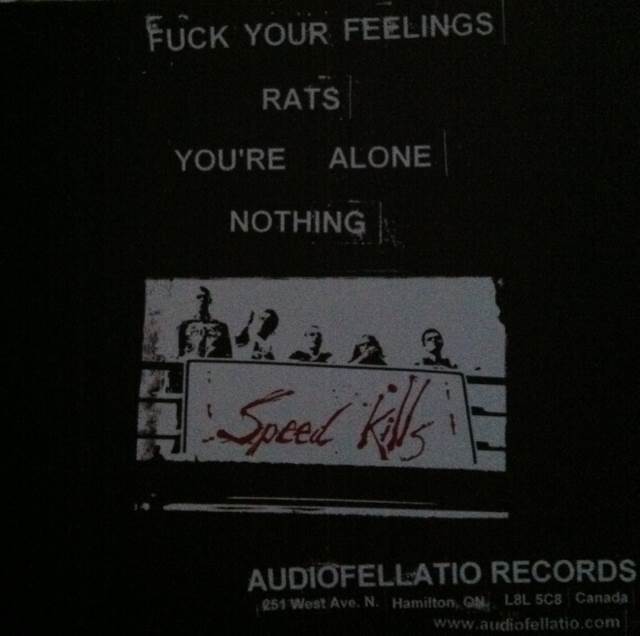 FUCK YOUR FEELINGS
RATS
YOU'RE ALONE
NOTHING
Speed Kills
AUDIOFELLATIO RECORDS
251 West Ave. N. Hamilton, ON, L8L 5C8 Canada
www.audiofellatio.com